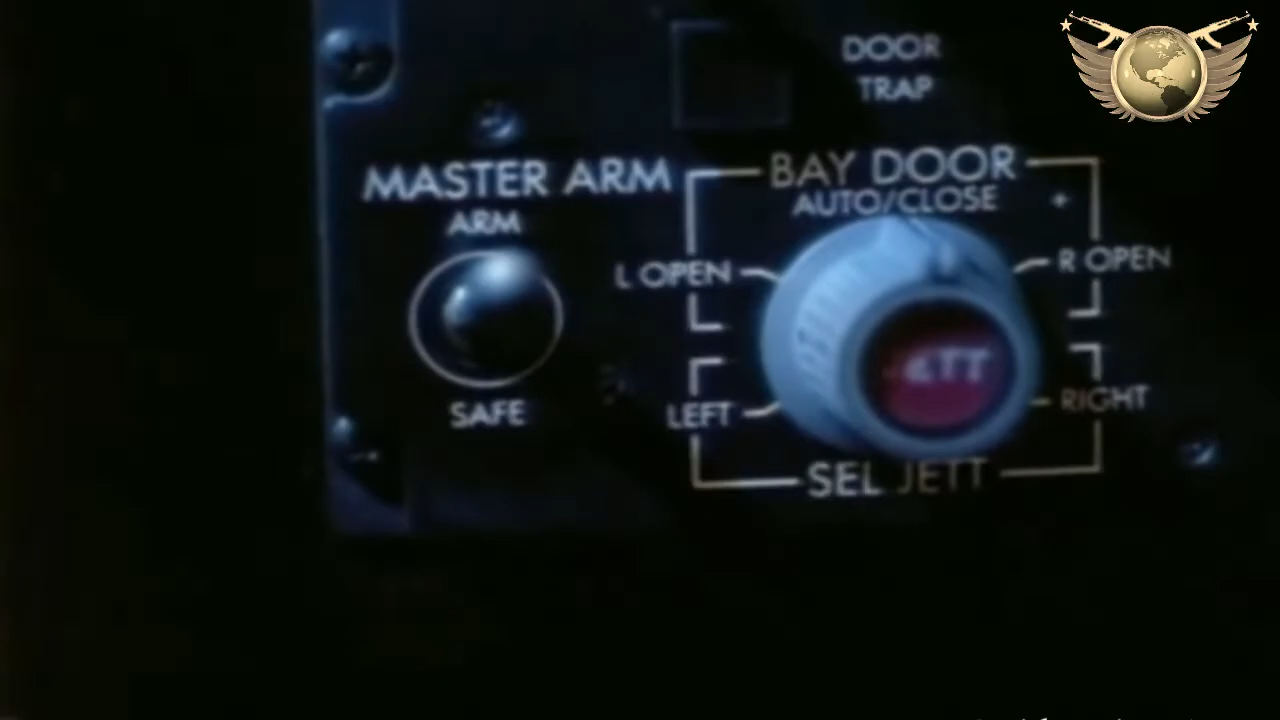 DOOR
TRAP
MASTER ARM
ARM
SAFE
BAY DOOR
AUTO/CLOSE
L OPEN
R OPEN
LEFT
RIGHT
SEL JETT